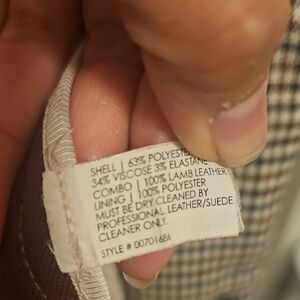 SHELL | 63% POLYESTER
34% VISCOSE 3% ELASTANE
COMBO | 100% LAMB LEATHER
LINING | 100% POLYESTER
MUST BE DRY CLEANED BY
PROFESSIONAL LEATHER/SUEDE
CLEANER ONLY.
STYLE # 00701686